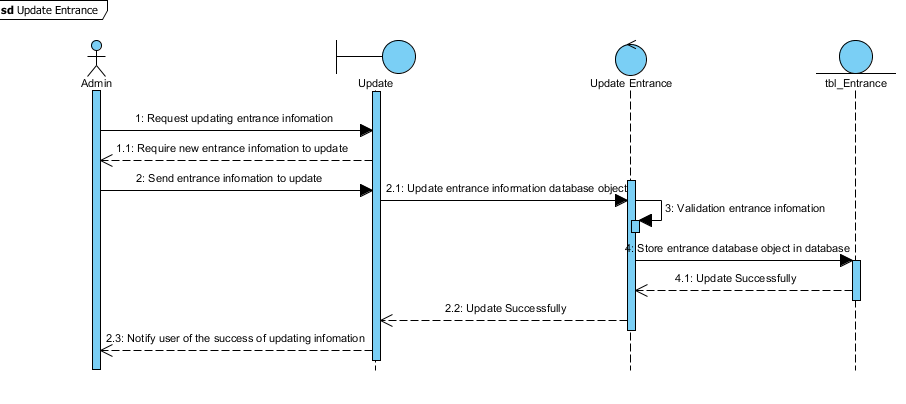 sd Update Entrance
Admin
Update
Update Entrance
tbl_Entrance
1: Request updating entrance infomation
1.1: Require new entrance infomation to update
2: Send entrance infomation to update
2.1: Update entrance information database object
3: Validation entrance infomation
4: Store entrance database object in database
4.1: Update Successfully
2.2: Update Successfully
2.3: Notify user of the success of updating infomation